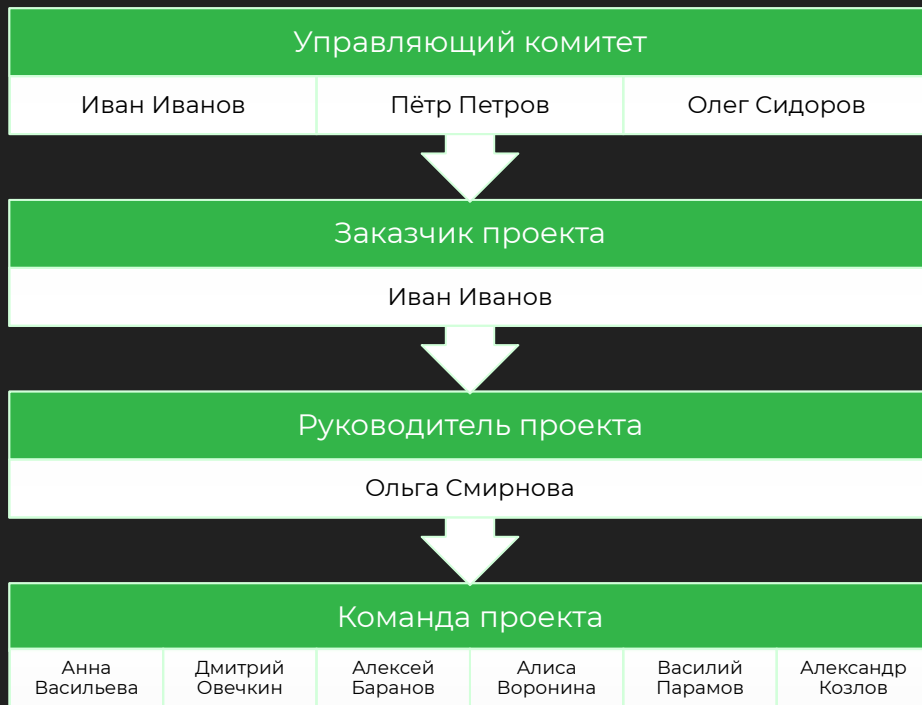 Управляющий комитет
Иван Иванов Пётр Петров Олег Сидоров
Заказчик проекта
Иван Иванов
Руководитель проекта
Ольга Смирнова
Команда проекта
Анна Дмитрий Алексей Алиса Василий Александр
Васильева Овечкин Баранов Воронина Парамов Козлов